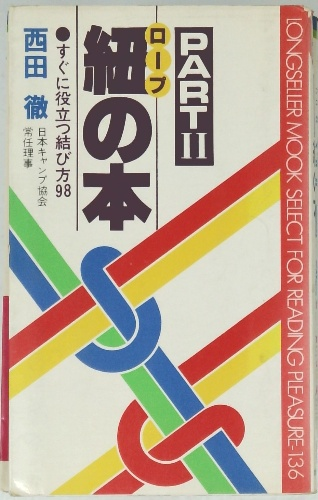 LONGSELLER MOOK SELECT FOR READING PLEASURE-136
PART II
ロープ
紐の本
●すぐに役立つ結び方98
西田 徹
日本キャンプ協会
常任理事